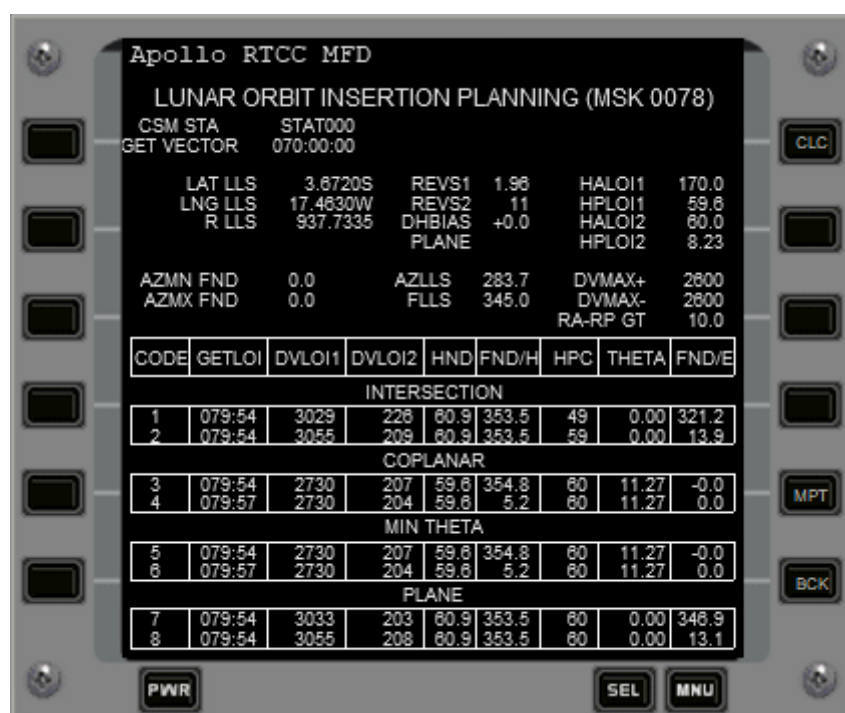 Apollo RTCC MFD
LUNAR ORBIT INSERTION PLANNING (MSK 0078)
CSM STA STAT000
GET VECTOR 070:00:00
CLC
LAT LLS 3.6720S REVS1 1.96 HALOI1 170.0
LNG LLS 17.4630W REVS2 11 HPLOI1 59.6
R LLS 937.7335 DHBIAS +0.0 HALOI2 60.0
PLANE HPLOI2 8.23
AZMN FND 0.0 AZLLS 283.7 DVMAX+ 2600
AZMX FND 0.0 FLLS 345.0 DVMAX- 2600
RA-RP GT 10.0
CODE GETLOI DVLOI1 DVLOI2 HND FND/H HPC THETA FND/E
INTERSECTION
1 079:54 3029 226 60.9 353.5 49 0.00 321.2
2 079:54 3055 209 60.9 353.5 59 0.00 13.9
COPLANAR
3 079:54 2730 207 59.6 354.8 60 11.27 -0.0
4 079:57 2730 204 59.6 5.2 60 11.27 0.0
MPT
MIN THETA
5 079:54 2730 207 59.6 354.8 60 11.27 -0.0
6 079:57 2730 204 59.6 5.2 60 11.27 0.0
BCK
PLANE
7 079:54 3033 203 60.9 353.5 60 0.00 346.9
8 079:54 3055 208 60.9 353.5 60 0.00 13.1
PWR SEL MNU